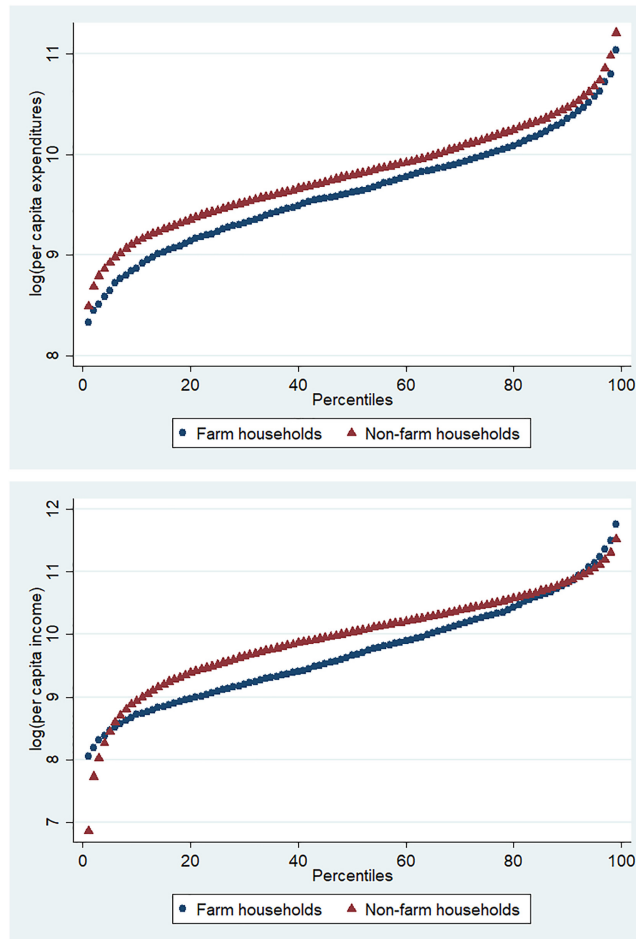 11
10
9
8
log(per capita expenditures)
0 20 40 60 80 100
Percentiles
Farm households Non-farm households
12
11
10
9
8
7
log(per capita income)
0 20 40 60 80 100
Percentiles
Farm households Non-farm households